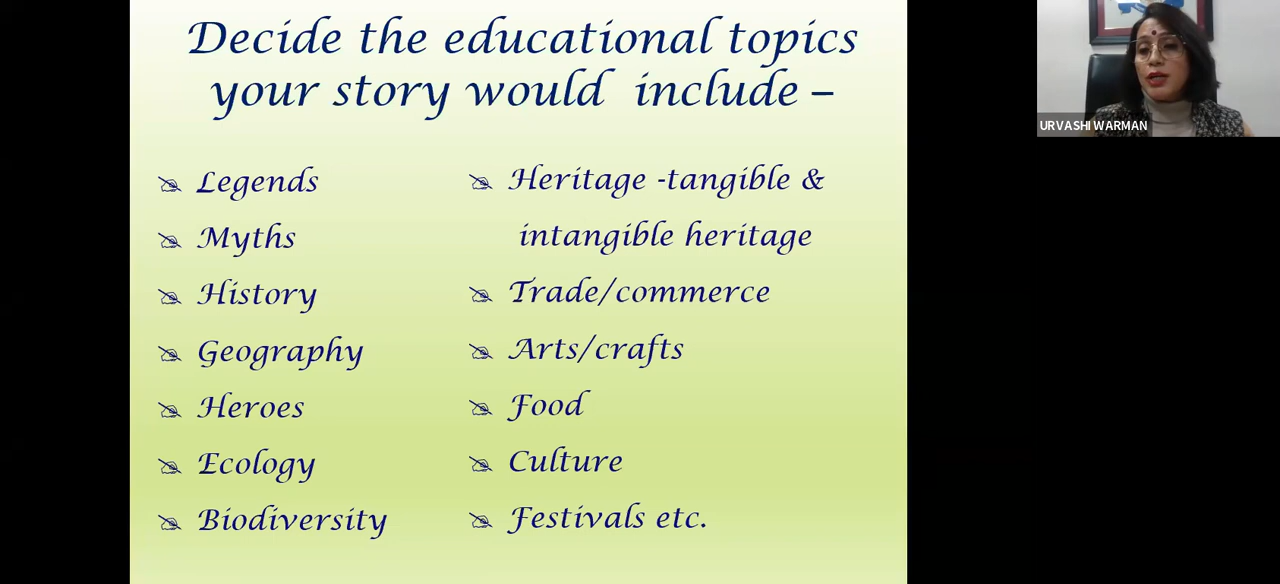 Decide the educational topics
your story would include –
Legends
Myths
History
Geography
Heroes
Ecology
Biodiversity
Heritage -tangible &
intangible heritage
Trade/commerce
Arts/crafts
Food
Culture
Festivals etc.
URVASHI WARMAN